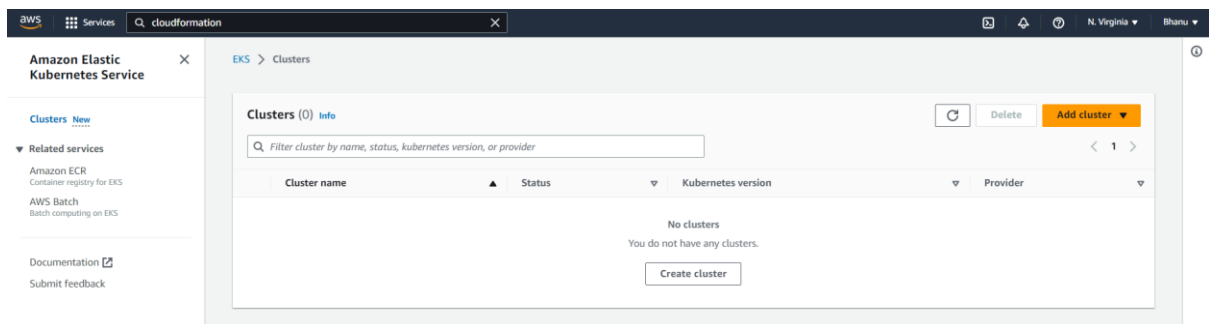 aws
Services
cloudformation
N. Virginia
Bhanu
Amazon Elastic
Kubernetes Service
Clusters New
Related services
Amazon ECR
Container registry for EKS
AWS Batch
Batch computing on EKS
Documentation
Submit feedback
EKS > Clusters
Clusters (0) Info
Delete
Add cluster
Filter cluster by name, status, kubernetes version, or provider
1
Cluster name Status Kubernetes version Provider
No clusters
You do not have any clusters.
Create cluster